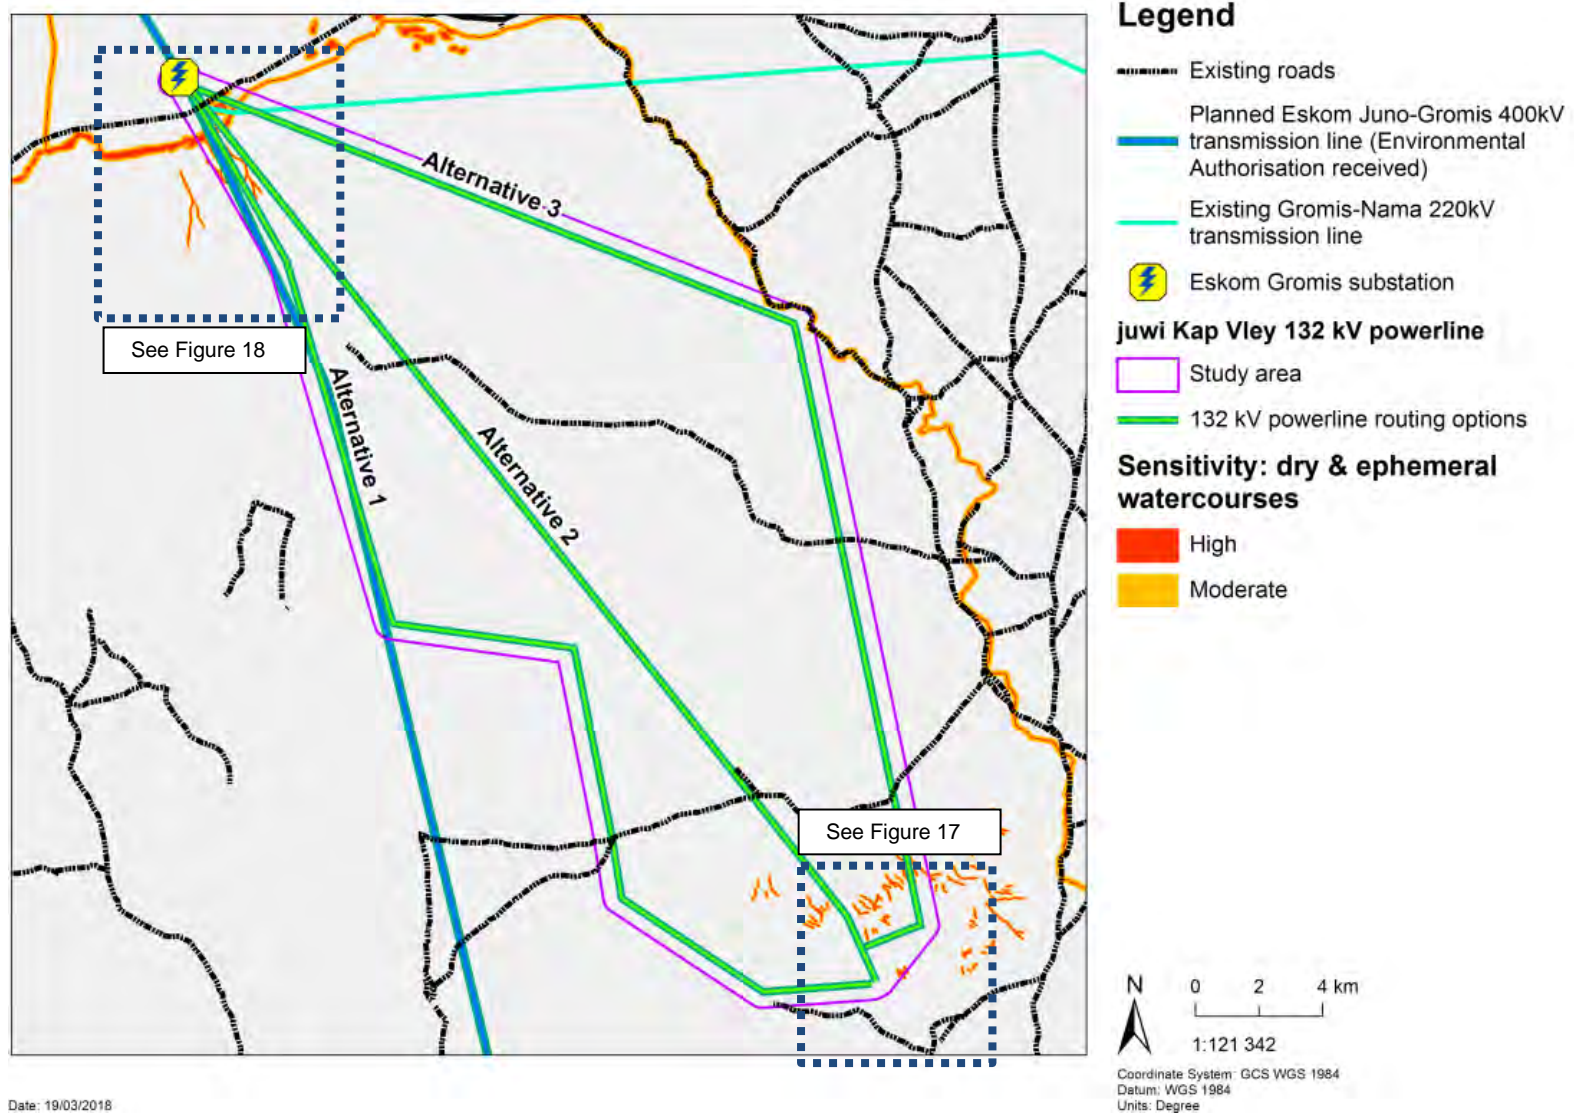 Legend
Existing roads
Planned Eskom Juno-Gromis 400kV
transmission line (Environmental
Authorisation received)
Existing Gromis-Nama 220kV
transmission line
Eskom Gromis substation
juwi Kap Vley 132 kV powerline
Study area
132 kV powerline routing options
Sensitivity: dry & ephemeral
watercourses
High
Moderate
Alternative 3
See Figure 18
Alternative 1
Alternative 2
See Figure 17
N
0 2 4 km
1:121 342
Coordinate System: GCS WGS 1984
Datum: WGS 1984
Units: Degree
Date: 19/03/2018